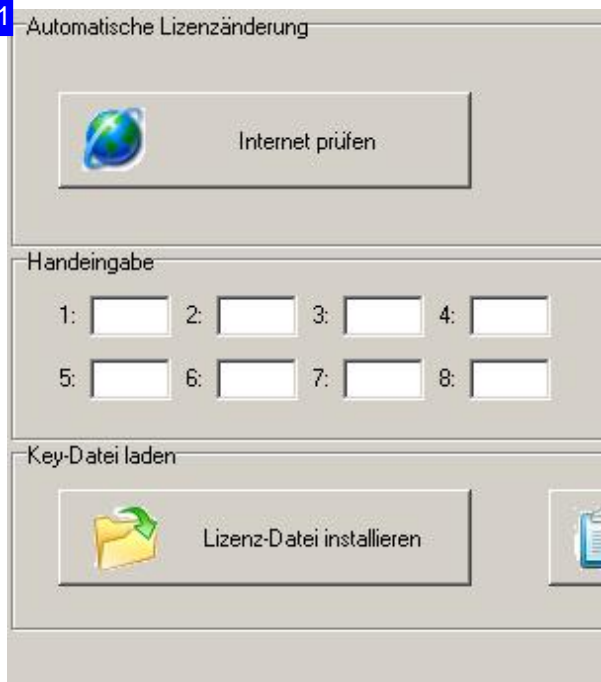 1
Automatische Lizenzänderung
Internet prüfen
Handeingabe
1: 2: 3: 4:
5: 6: 7: 8:
Key-Datei laden
Lizenz-Datei installieren